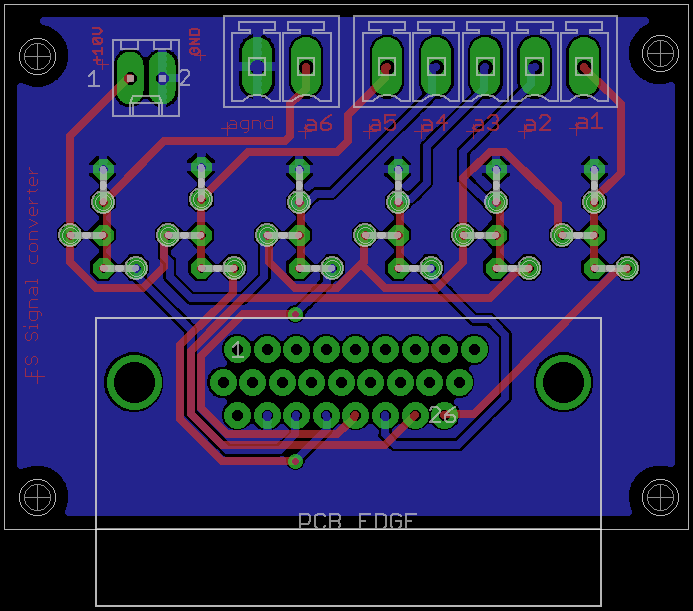 +10V
GND
1
2
agnd
a6
a5
a4
a3
a2
a1
FS Signal converter
1
26
PCB EDGE